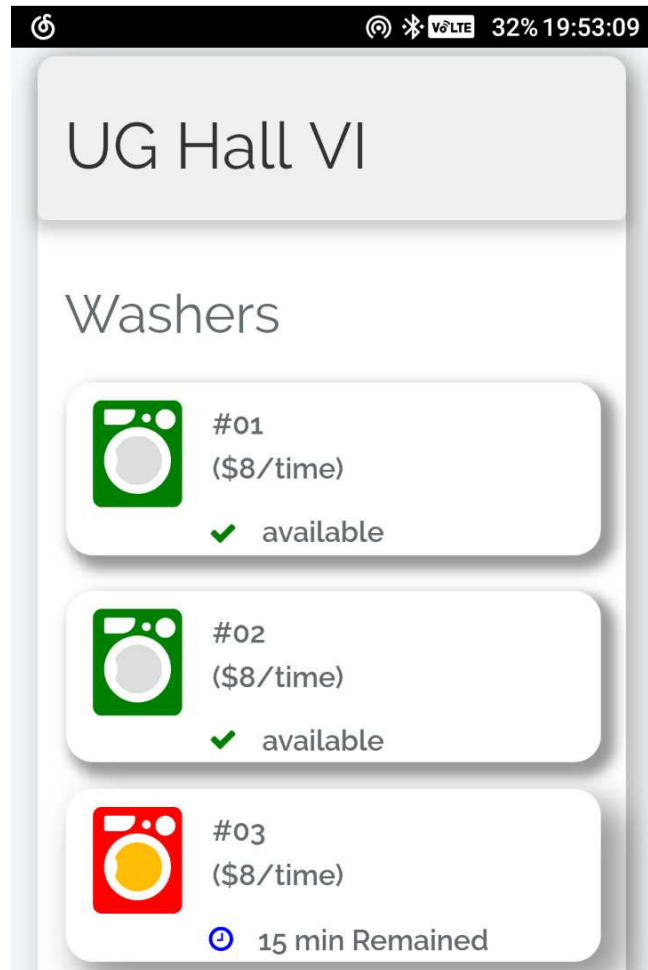 VoLTE 32% 19:53:09
UG Hall VI
Washers
#01
($8/time)
available
#02
($8/time)
available
#03
($8/time)
15 min Remained